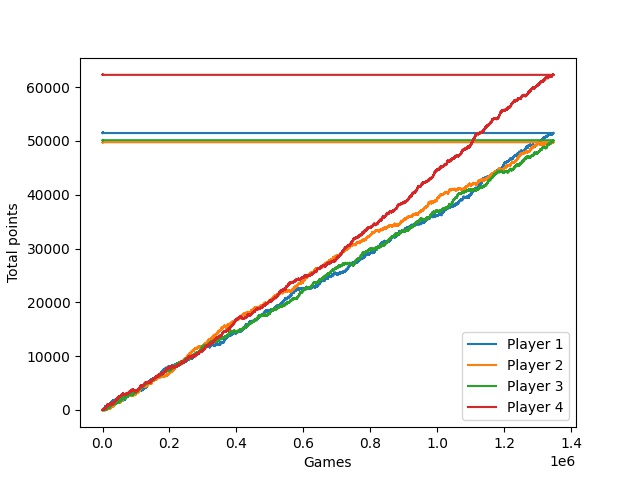 Total points
60000
50000
40000
30000
20000
10000
0
0.0 0.2 0.4 0.6 0.8 1.0 1.2 1.4
1e6
Games
Player 1
Player 2
Player 3
Player 4